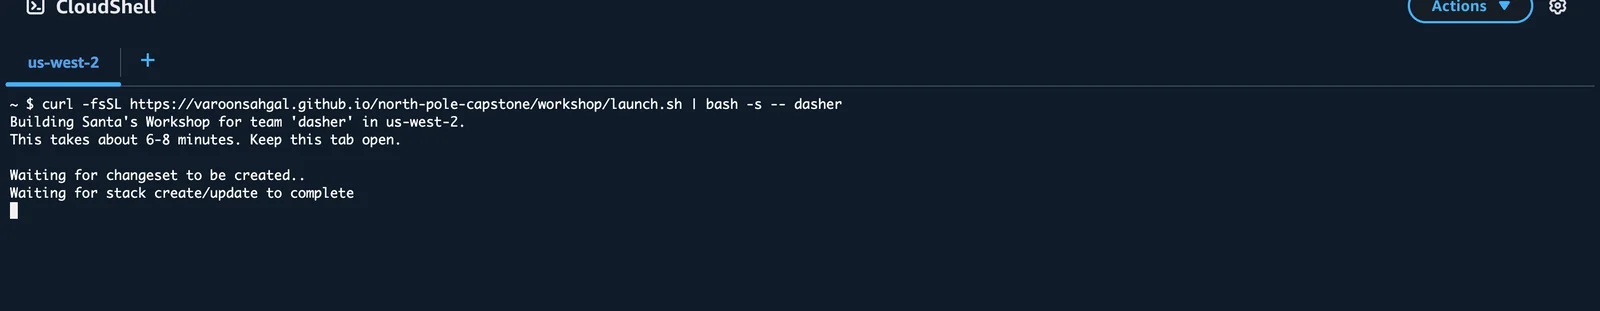 CloudShell
Actions
us-west-2
+
~ $ curl -fsSL https://varoonsahgal.github.io/north-pole-capstone/workshop/launch.sh | bash -s -- dasher
Building Santa's Workshop for team 'dasher' in us-west-2.
This takes about 6-8 minutes. Keep this tab open.
Waiting for changeset to be created..
Waiting for stack create/update to complete